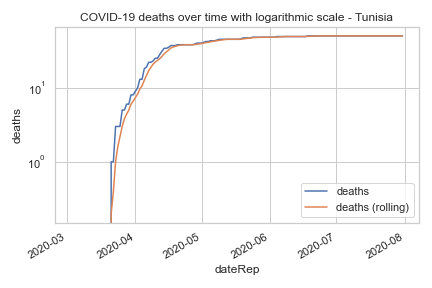 COVID-19 deaths over time with logarithmic scale - Tunisia
deaths
10¹
10⁰
deaths
deaths (rolling)
2020-03
2020-04
2020-05
2020-06
2020-07
2020-08
dateRep